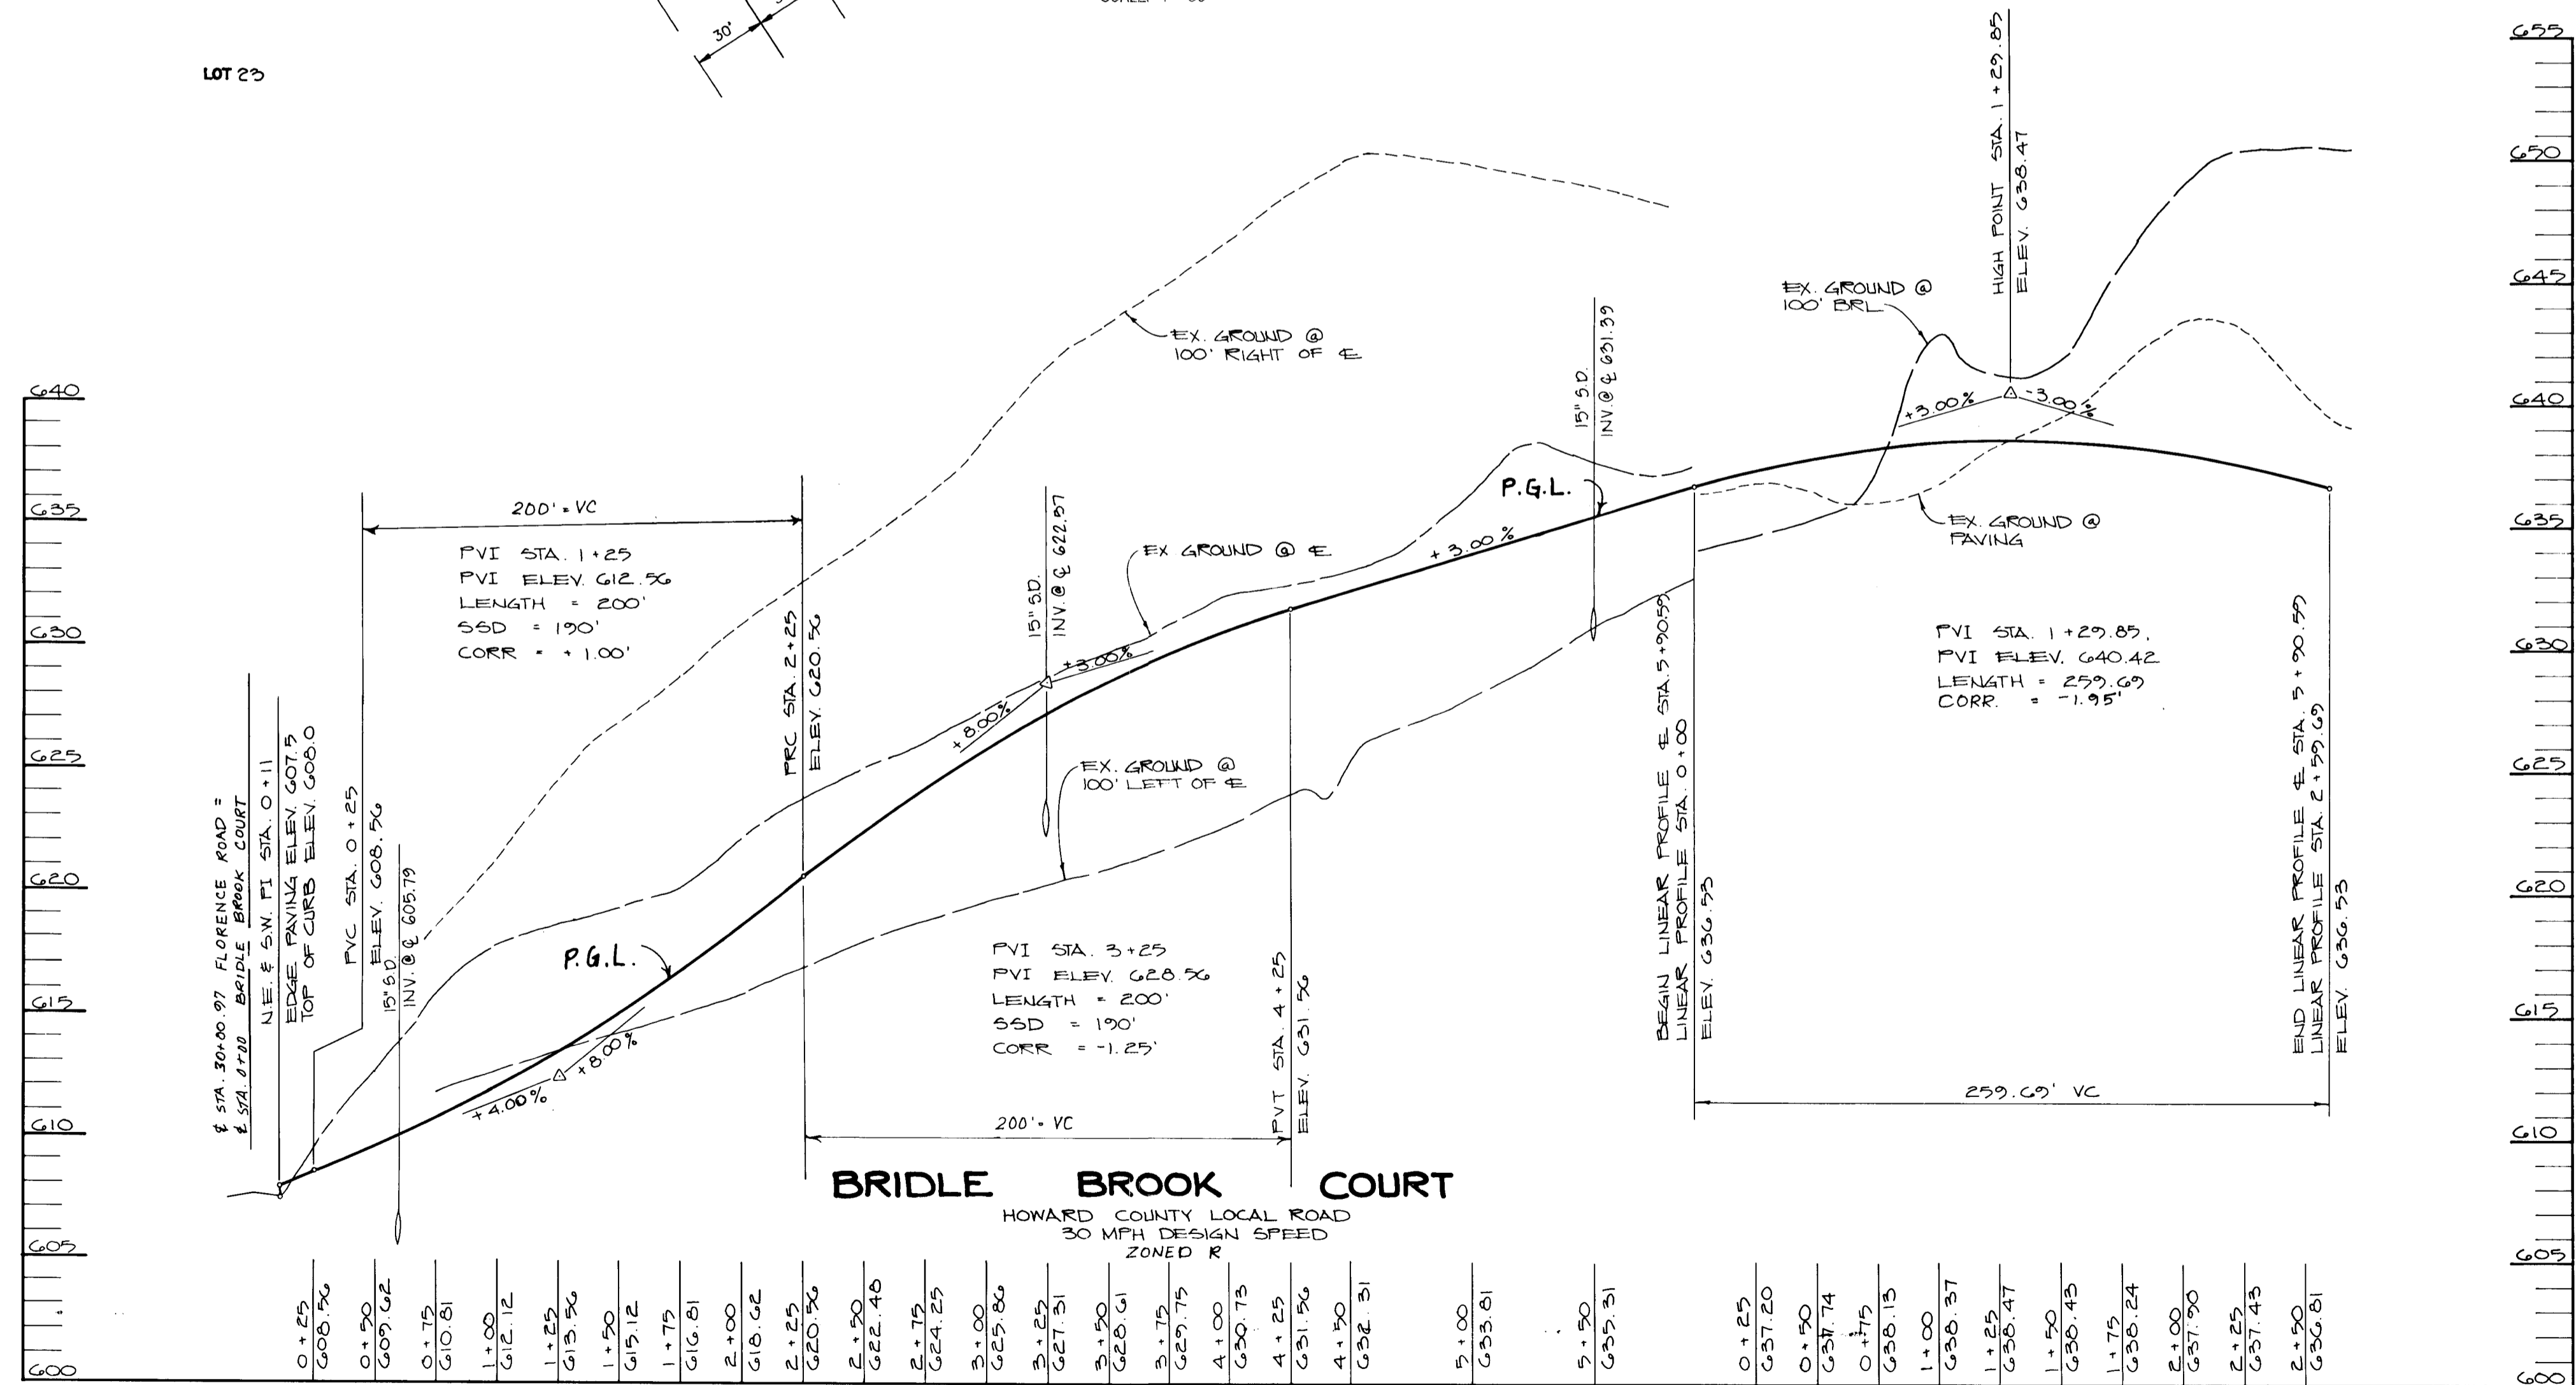 30'
LOT 23
655
650
645
640
635
630
625
620
615
610
605
640
635
630
625
620
615
610
605
600
HIGH POINT STA. 1+29.85
ELEV. 638.47
EX. GROUND @
100' BRL
+3.00%
-3.00%
EX. GROUND @
100' RIGHT OF ℄
15" S.D.
INV. @ ℄ 631.39
P.G.L.
+3.00%
EX. GROUND @
PAVING
200' = VC
PVI STA. 1+25
PVI ELEV. 612.56
LENGTH = 200'
SSD = 190'
CORR = +1.00'
15" S.D.
INV. @ ℄ 622.57
EX GROUND @ ℄
+3.00%
+8.00%
PRC STA. 2+25
ELEV. 620.56
PVI STA. 1+29.85
PVI ELEV. 640.42
LENGTH = 259.69
CORR. = -1.95'
EX. GROUND @
100' LEFT OF ℄
℄ STA. 30+00.97 FLORENCE ROAD =
℄ STA. 0+00 BRIDLE BROOK COURT
N.E. & S.W. PI STA. 0+11
EDGE PAVING ELEV. 607.5
TOP OF CURB ELEV. 608.0
PVC STA. 0+25
ELEV. 608.56
15" S.D.
INV. @ ℄ 605.79
P.G.L.
+4.00%
+8.00%
PVI STA. 3+25
PVI ELEV. 628.56
LENGTH = 200'
SSD = 190'
CORR = -1.25'
PVT STA. 4+25
ELEV. 631.56
200' = VC
BEGIN LINEAR PROFILE ℄ STA. 5+90.59
LINEAR PROFILE STA. 0+00
ELEV. 636.53
END LINEAR PROFILE ℄ STA. 5+90.59
LINEAR PROFILE STA. 2+59.69
ELEV. 636.53
259.69' VC
BRIDLE BROOK COURT
HOWARD COUNTY LOCAL ROAD
30 MPH DESIGN SPEED
ZONED R
0+25
608.56
0+50
609.62
0+75
610.81
1+00
612.12
1+25
613.56
1+50
615.12
1+75
616.81
2+00
618.62
2+25
620.56
2+50
622.48
2+75
624.25
3+00
625.86
3+25
627.31
3+50
628.61
3+75
629.75
4+00
630.73
4+25
631.56
4+50
632.31
5+00
633.81
5+50
635.31
0+25
637.20
0+50
637.74
0+75
638.13
1+00
638.37
1+25
638.47
1+50
638.43
1+75
638.24
2+00
637.90
2+25
637.43
2+50
636.81